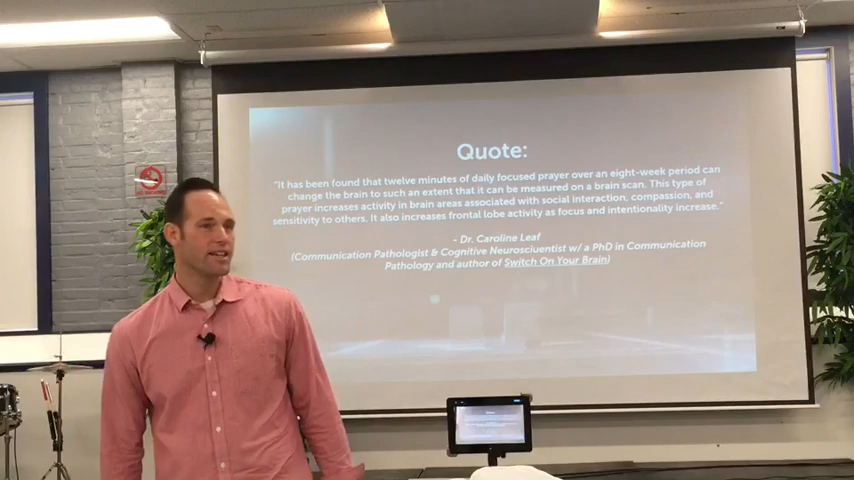 Quote:
"It has been found that twelve minutes of daily focused prayer over an eight-week period can
change the brain to such an extent that it can be measured on a brain scan. This type of
prayer increases activity in brain areas associated with social interaction, compassion, and
sensitivity to others. It also increases frontal lobe activity as focus and intentionality increase."
- Dr. Caroline Leaf
(Communication Pathologist & Cognitive Neurosciuentist w/ a PhD in Communication
Pathology and author of Switch On Your Brain)
NO SMOKING